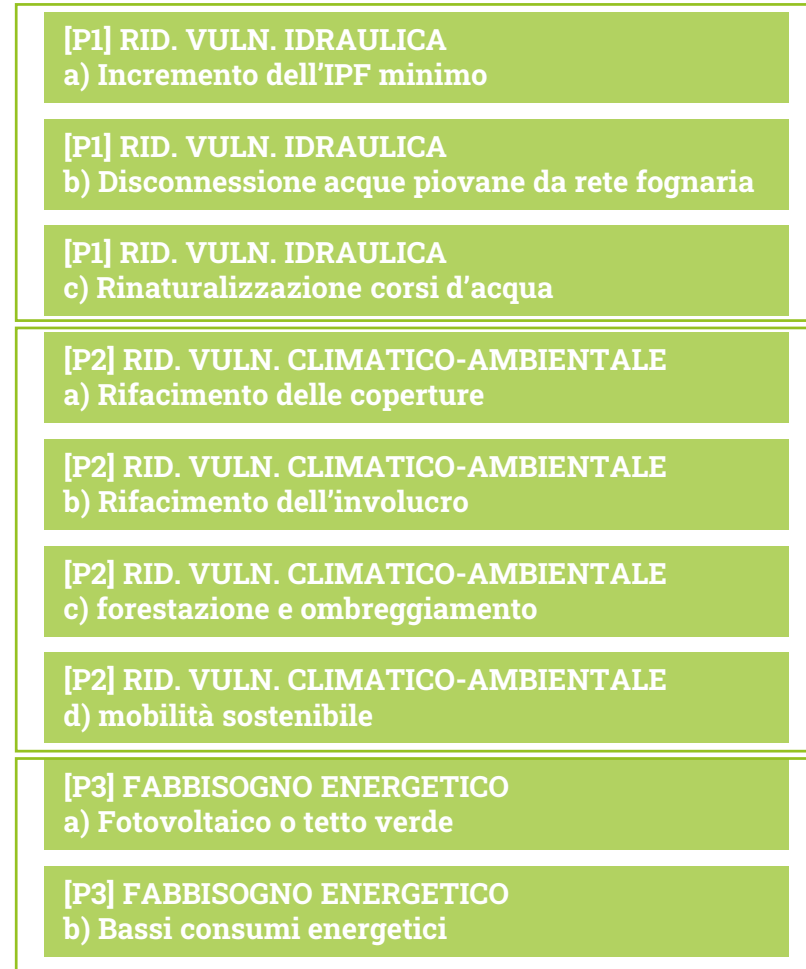 [P1] RID. VULN. IDRAULICA
a) Incremento dell’IPF minimo
[P1] RID. VULN. IDRAULICA
b) Disconnessione acque piovane da rete fognaria
[P1] RID. VULN. IDRAULICA
c) Rinaturalizzazione corsi d’acqua
[P2] RID. VULN. CLIMATICO-AMBIENTALE
a) Rifacimento delle coperture
[P2] RID. VULN. CLIMATICO-AMBIENTALE
b) Rifacimento dell’involucro
[P2] RID. VULN. CLIMATICO-AMBIENTALE
c) forestazione e ombreggiamento
[P2] RID. VULN. CLIMATICO-AMBIENTALE
d) mobilità sostenibile
[P3] FABBISOGNO ENERGETICO
a) Fotovoltaico o tetto verde
[P3] FABBISOGNO ENERGETICO
b) Bassi consumi energetici